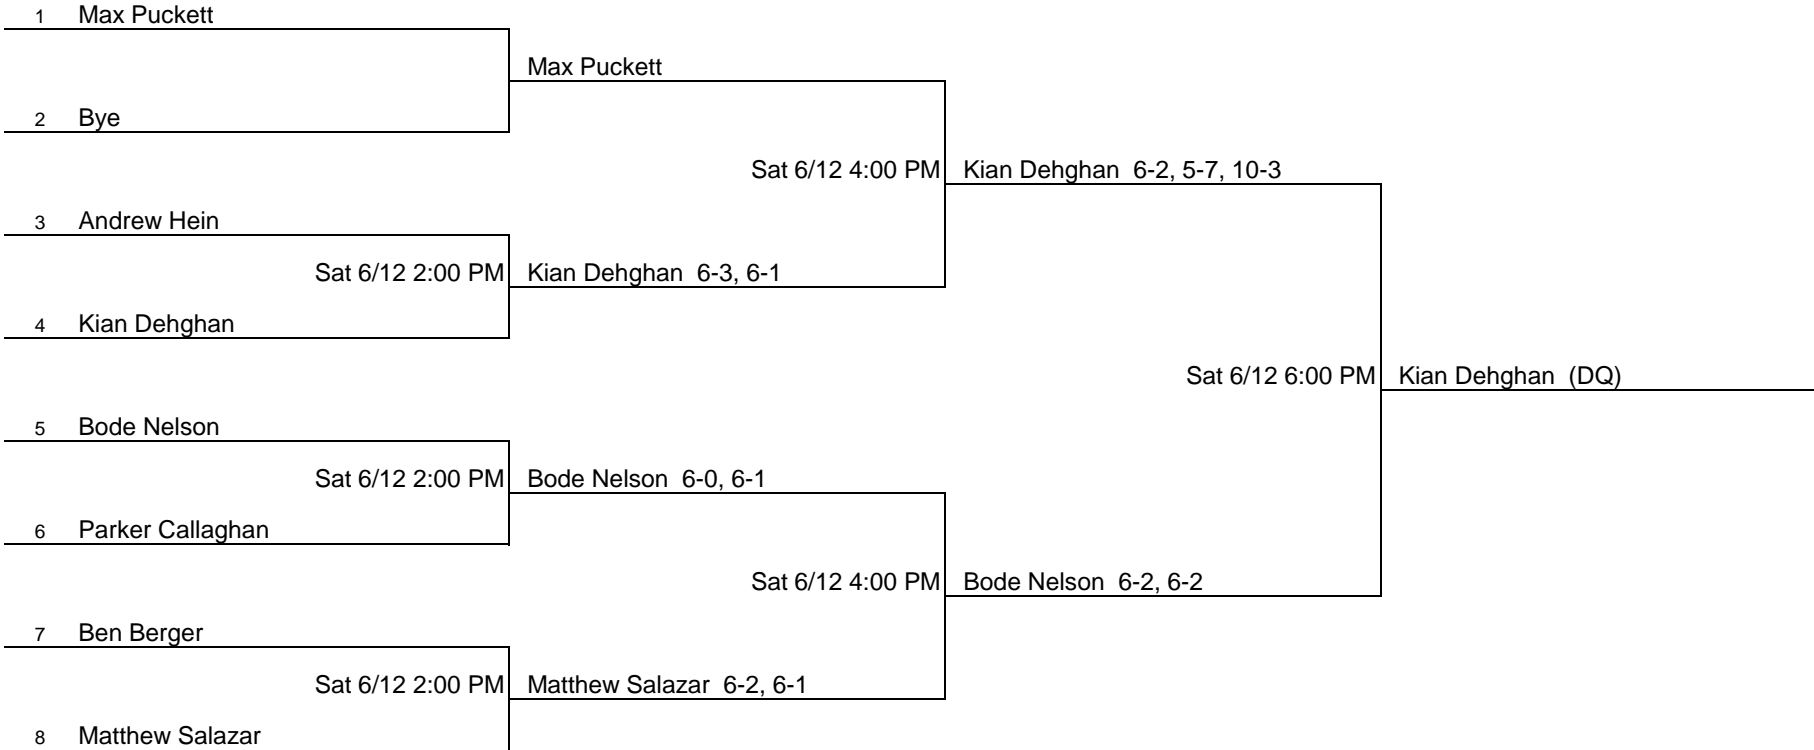 1 Max Puckett
Max Puckett
2 Bye
Sat 6/12 4:00 PM Kian Dehghan 6-2, 5-7, 10-3
3 Andrew Hein
Sat 6/12 2:00 PM Kian Dehghan 6-3, 6-1
4 Kian Dehghan
Sat 6/12 6:00 PM Kian Dehghan (DQ)
5 Bode Nelson
Sat 6/12 2:00 PM Bode Nelson 6-0, 6-1
6 Parker Callaghan
Sat 6/12 4:00 PM Bode Nelson 6-2, 6-2
7 Ben Berger
Sat 6/12 2:00 PM Matthew Salazar 6-2, 6-1
8 Matthew Salazar